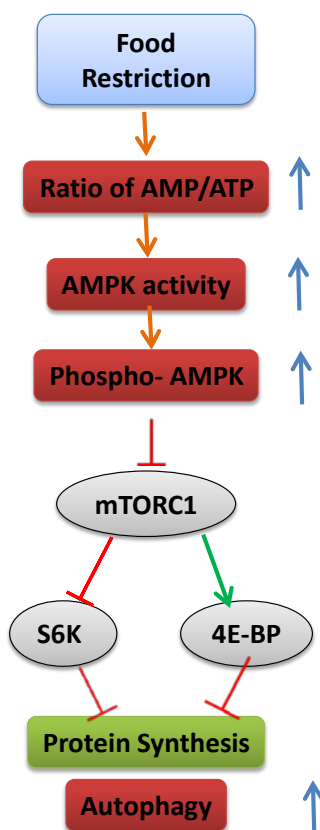 Food
Restriction
Ratio of AMP/ATP
AMPK activity
Phospho- AMPK
mTORC1
S6K
4E-BP
Protein Synthesis
Autophagy